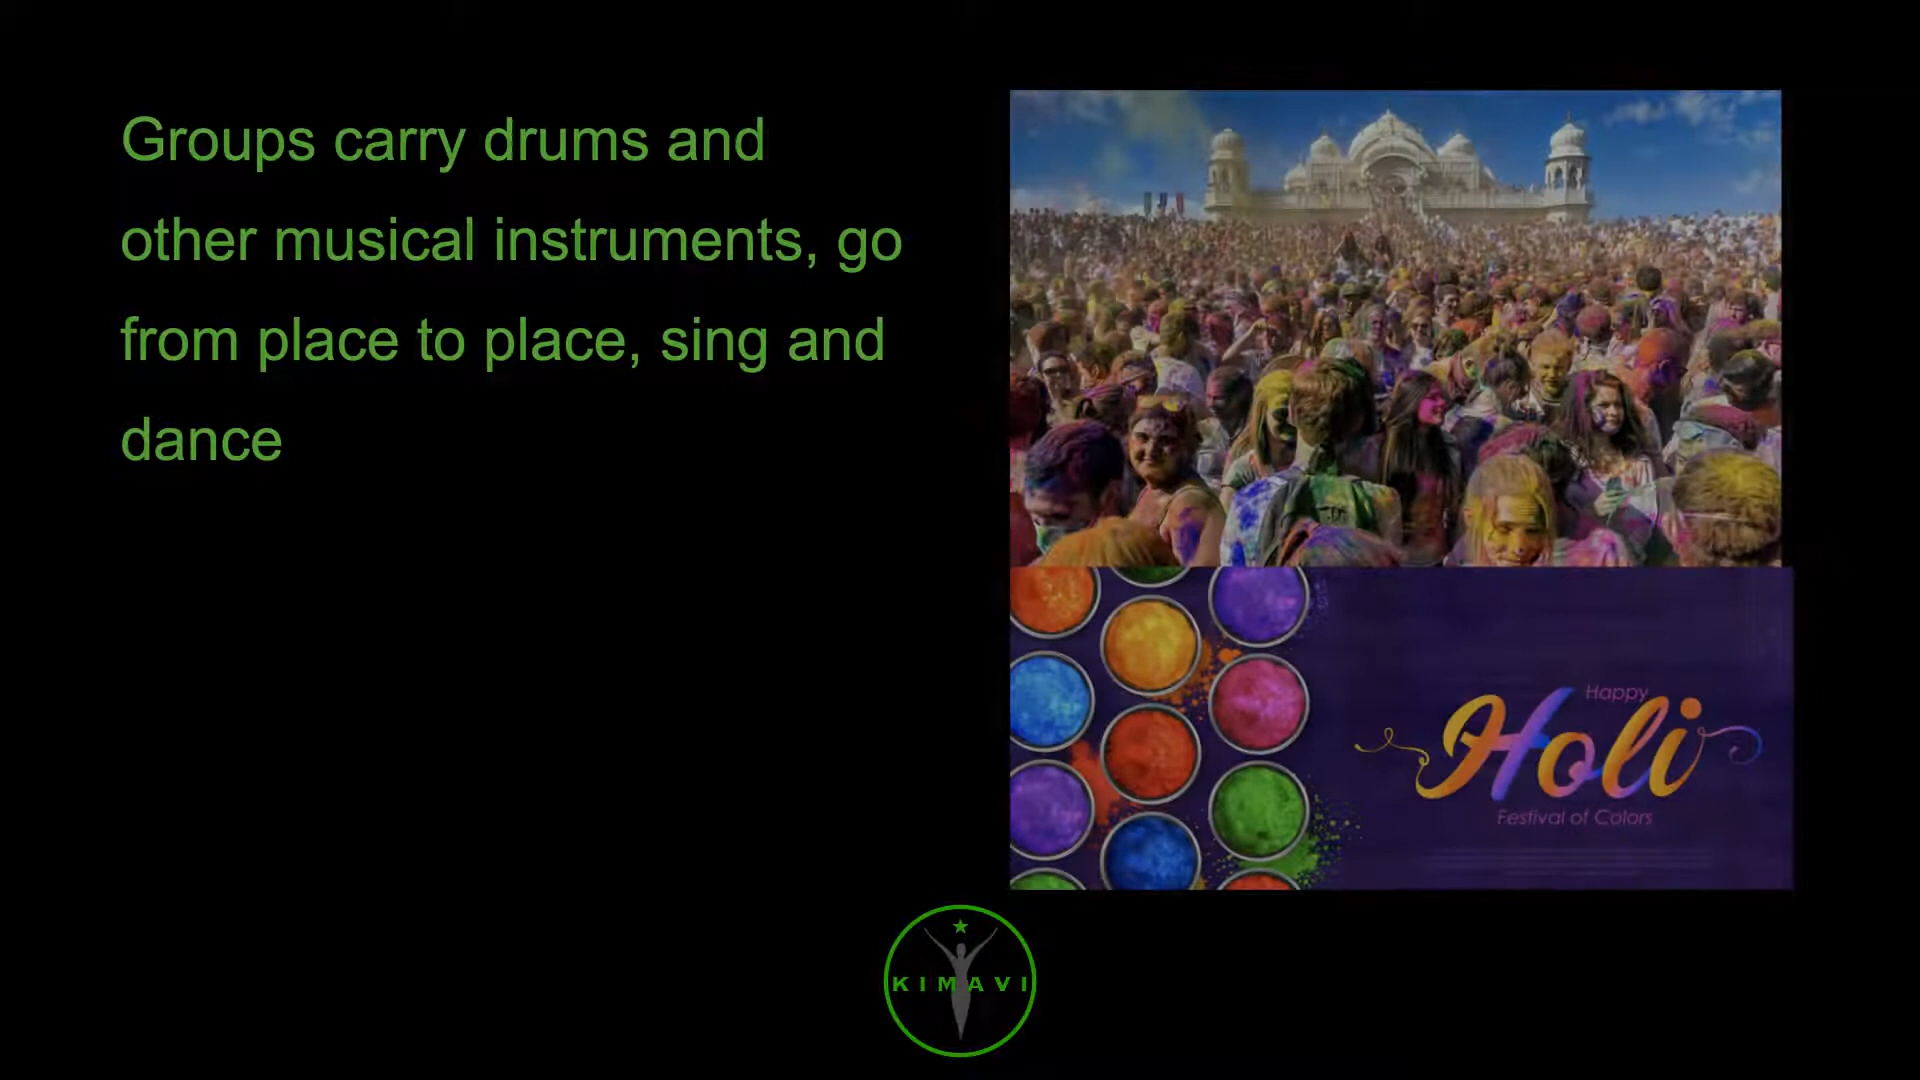 Groups carry drums and
other musical instruments, go
from place to place, sing and
dance
Happy
Holi
Festival of Colors
KIMAVI